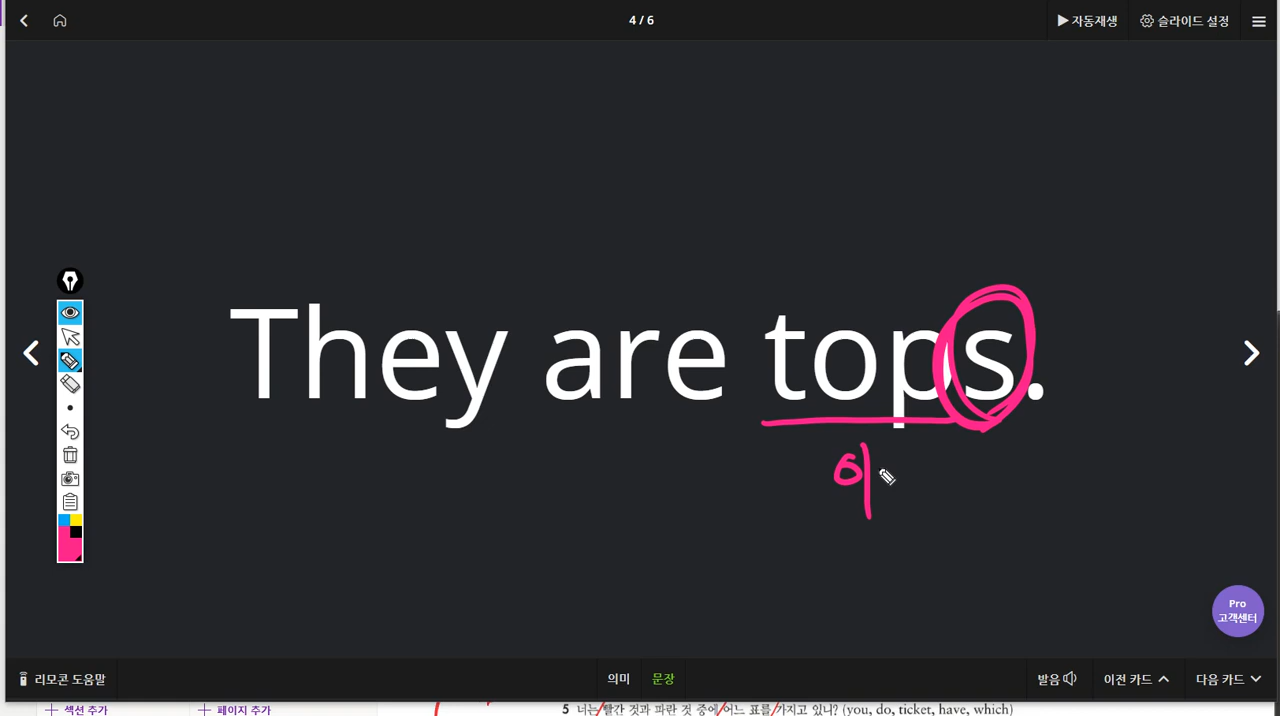 4 / 6
▶ 자동재생
슬라이드 설정
They are tops.
이
Pro
고객센터
리모콘 도움말
의미
문장
발음
이전 카드
다음 카드
섹션 추가
페이지 추가
5 너는 빨간 것과 파란 것 중에 어느 표를 가지고 있니? (you, do, ticket, have, which)